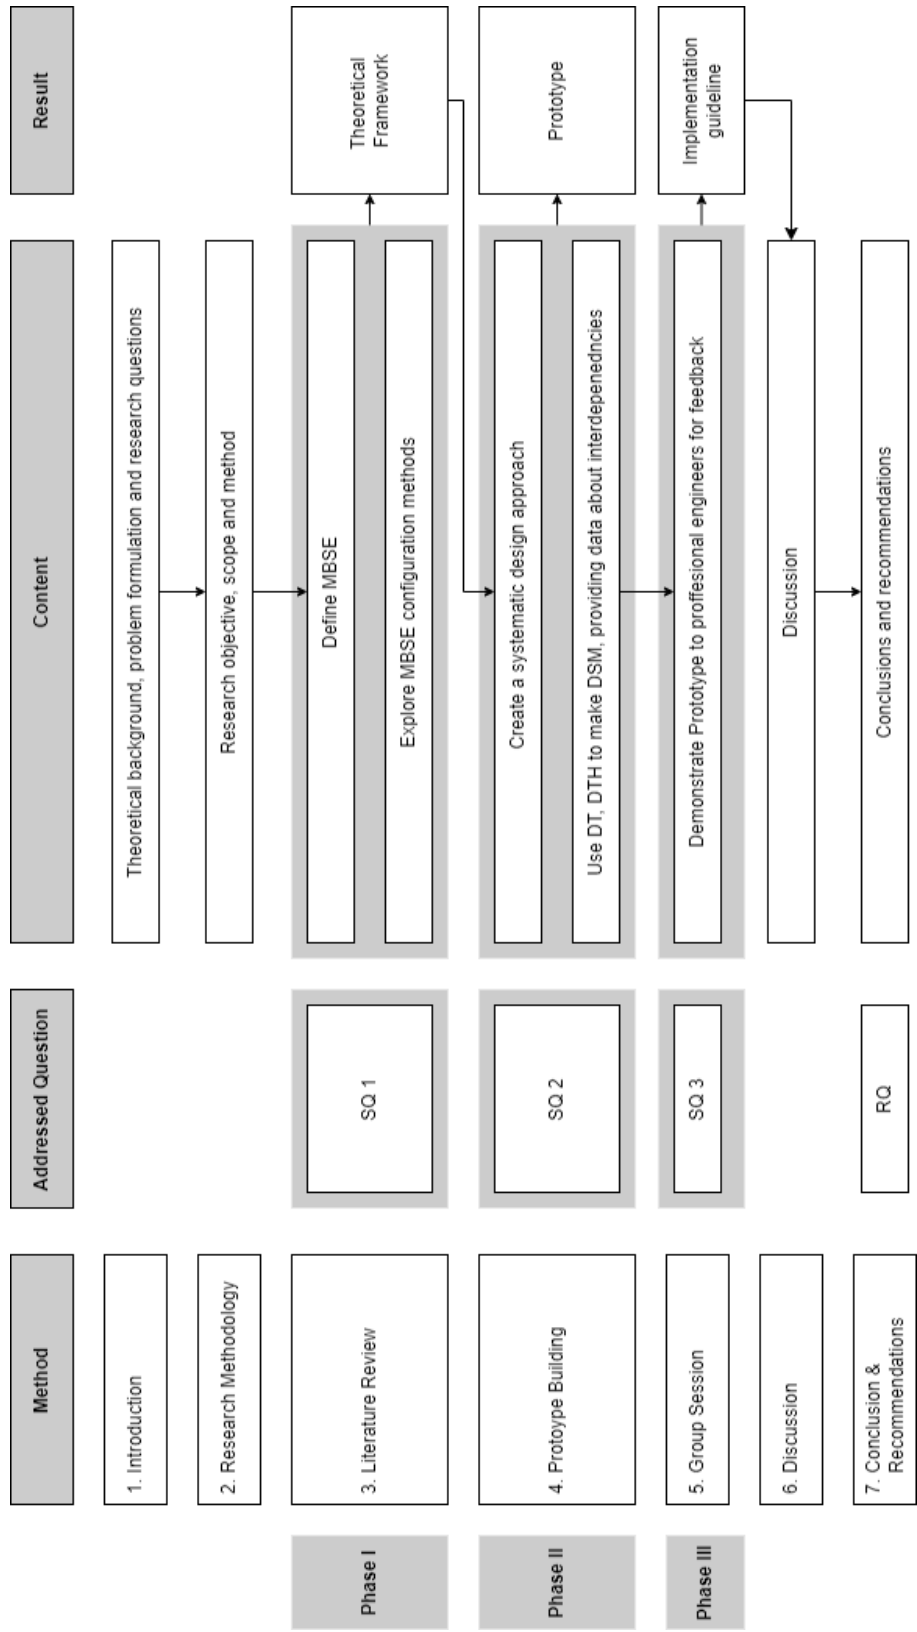 Method
Addressed Question
Content
Result
1. Introduction
Theoretical background, problem formulation and research questions
2. Research Methodology
Research objective, scope and method
Phase I
3. Literature Review
SQ 1
Define MBSE
Explore MBSE configuration methods
Theoretical
Framework
Phase II
4. Protoype Building
SQ 2
Create a systematic design approach
Use DT, DTH to make DSM, providing data about interdepenedncies
Prototype
Phase III
5. Group Session
SQ 3
Demonstrate Prototype to proffesional engineers for feedback
Implementation
guideline
6. Discussion
Discussion
7. Conclusion &
Recommendations
RQ
Conclusions and recommendations